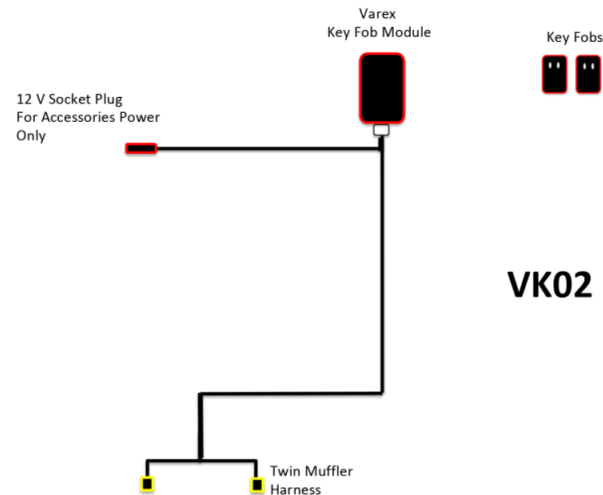 Varex
Key Fob Module
Key Fobs
12 V Socket Plug
For Accessories Power
Only
VK02
Twin Muffler
Harness